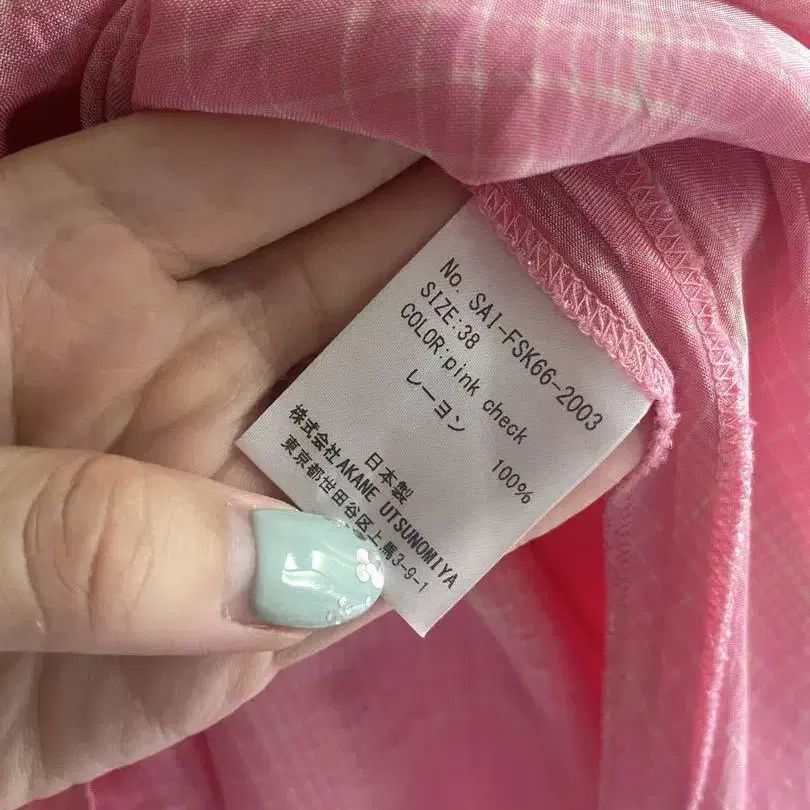 No. SAI-FSK66-2003
SIZE:38
COLOR:pink check
レーヨン 100%
日本製
株式会社AKANE UTSUNOMIYA
東京都世田谷区上馬3-9-1